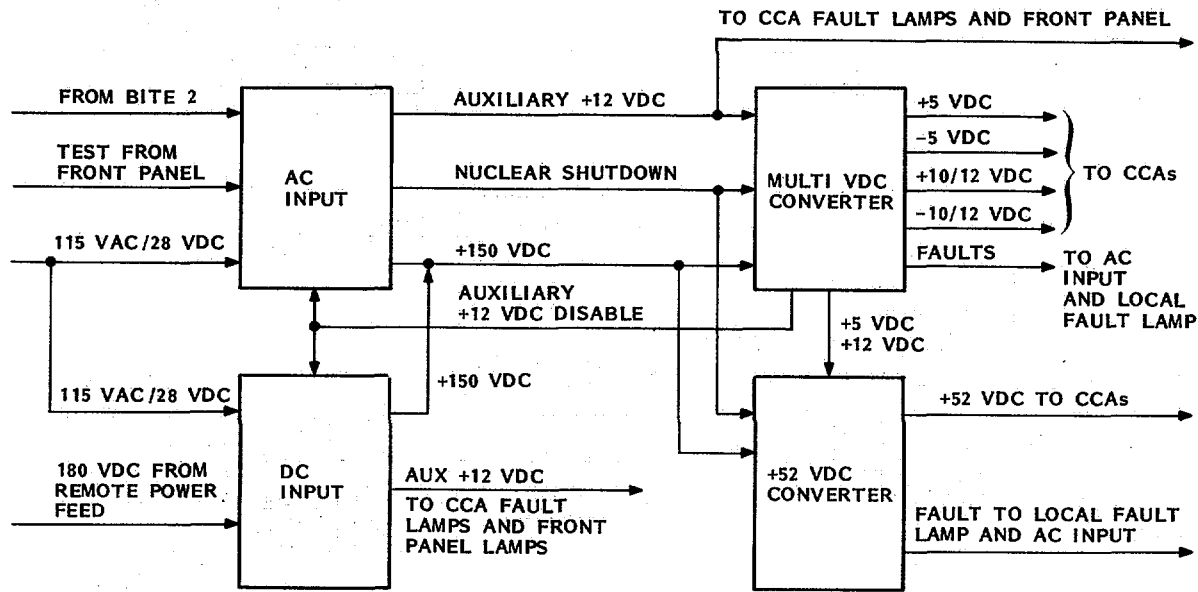 TO CCA FAULT LAMPS AND FRONT PANEL
FROM BITE 2
TEST FROM
FRONT PANEL
115 VAC/28 VDC
AC
INPUT
AUXILIARY +12 VDC
NUCLEAR SHUTDOWN
+150 VDC
AUXILIARY
+12 VDC DISABLE
MULTI VDC
CONVERTER
+5 VDC
-5 VDC
+10/12 VDC
-10/12 VDC
TO CCAs
FAULTS
TO AC
INPUT
AND LOCAL
FAULT LAMP
+5 VDC
+12 VDC
115 VAC/28 VDC
180 VDC FROM
REMOTE POWER
FEED
DC
INPUT
+150 VDC
AUX +12 VDC
TO CCA FAULT
LAMPS AND FRONT
PANEL LAMPS
+52 VDC
CONVERTER
+52 VDC TO CCAs
FAULT TO LOCAL FAULT
LAMP AND AC INPUT